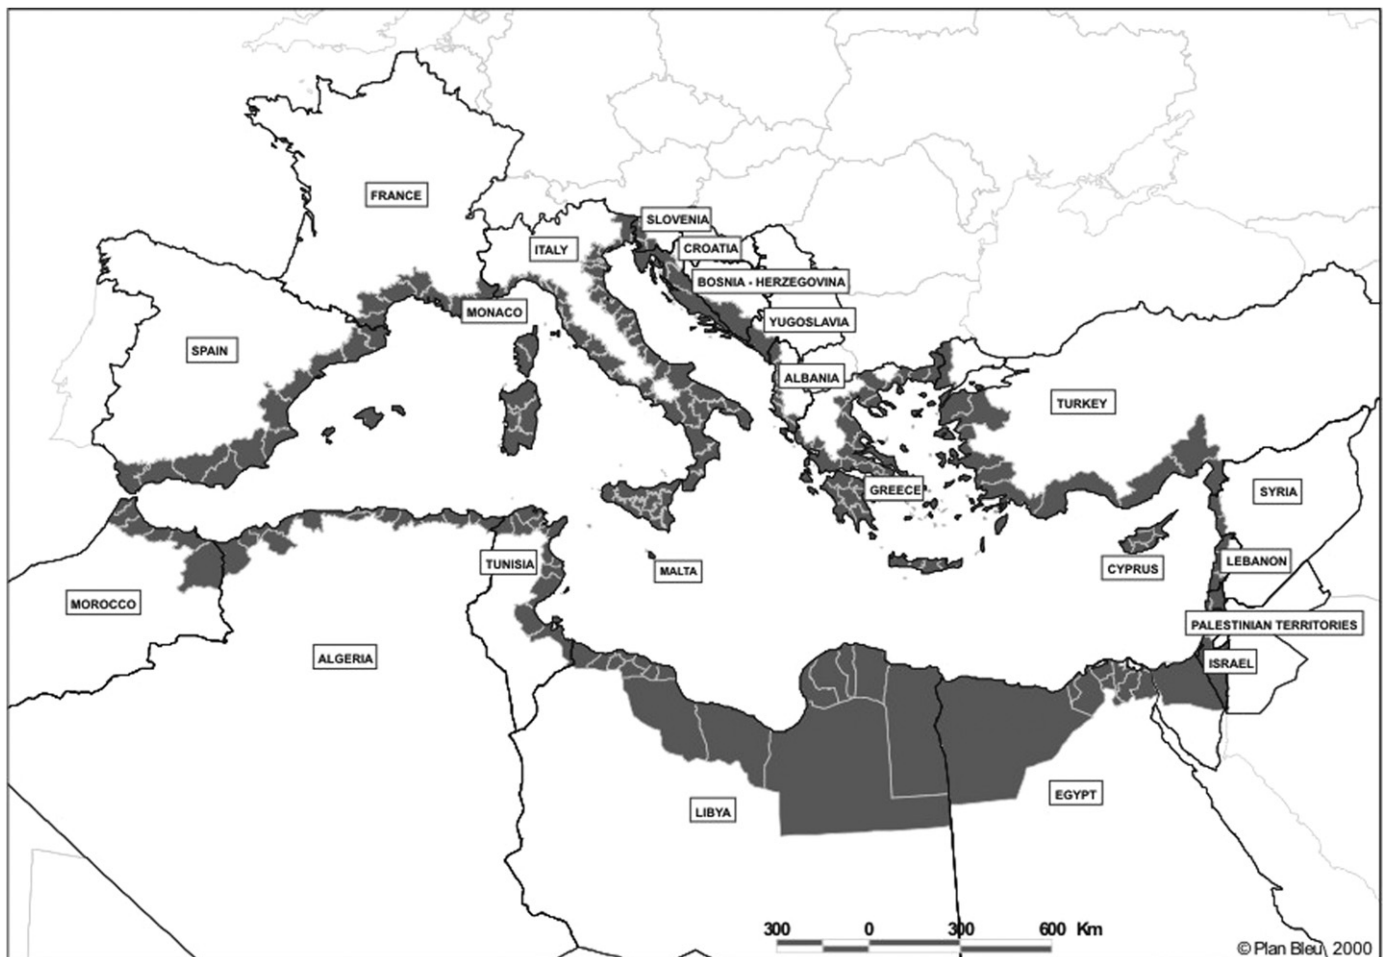 FRANCE
SLOVENIA
ITALY
CROATIA
BOSNIA - HERZEGOVINA
MONACO
YUGOSLAVIA
SPAIN
ALBANIA
TURKEY
GREECE
SYRIA
TUNISIA
MALTA
CYPRUS
LEBANON
MOROCCO
PALESTINIAN TERRITORIES
ALGERIA
ISRAEL
EGYPT
LIBYA
300 0 300 600 Km
© Plan Bleu 2000